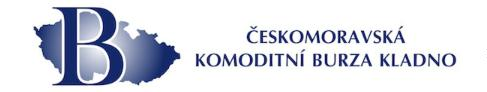 B
ČESKOMORAVSKÁ
KOMODITNÍ BURZA KLADNO